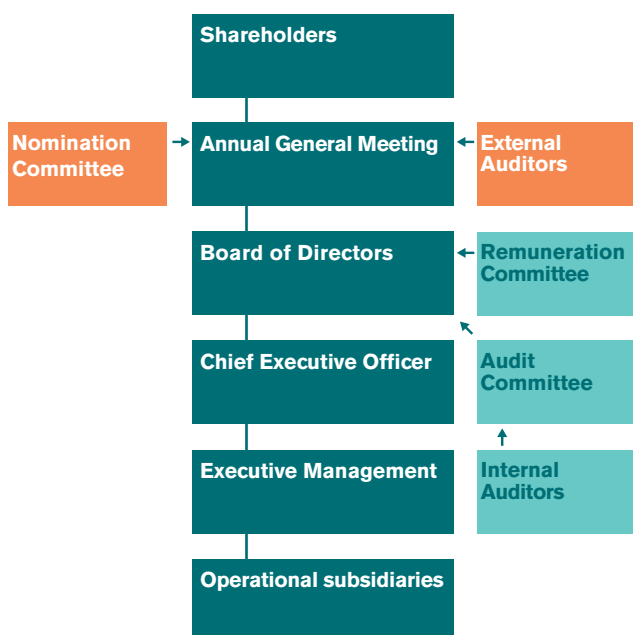 Shareholders
Nomination
Committee
Annual General Meeting
External
Auditors
Board of Directors
Remuneration
Committee
Chief Executive Officer
Audit
Committee
Executive Management
Internal
Auditors
Operational subsidiaries